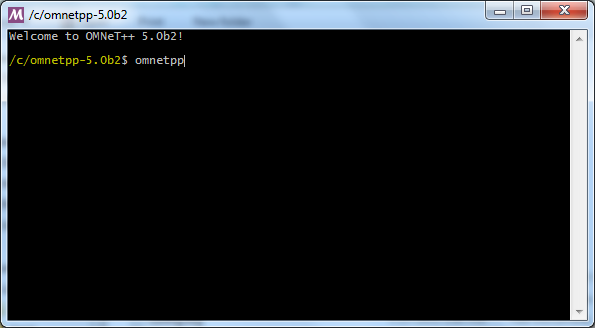 /c/omnetpp-5.0b2
Welcome to OMNeT++ 5.0b2!
/c/omnetpp-5.0b2$ omnetpp